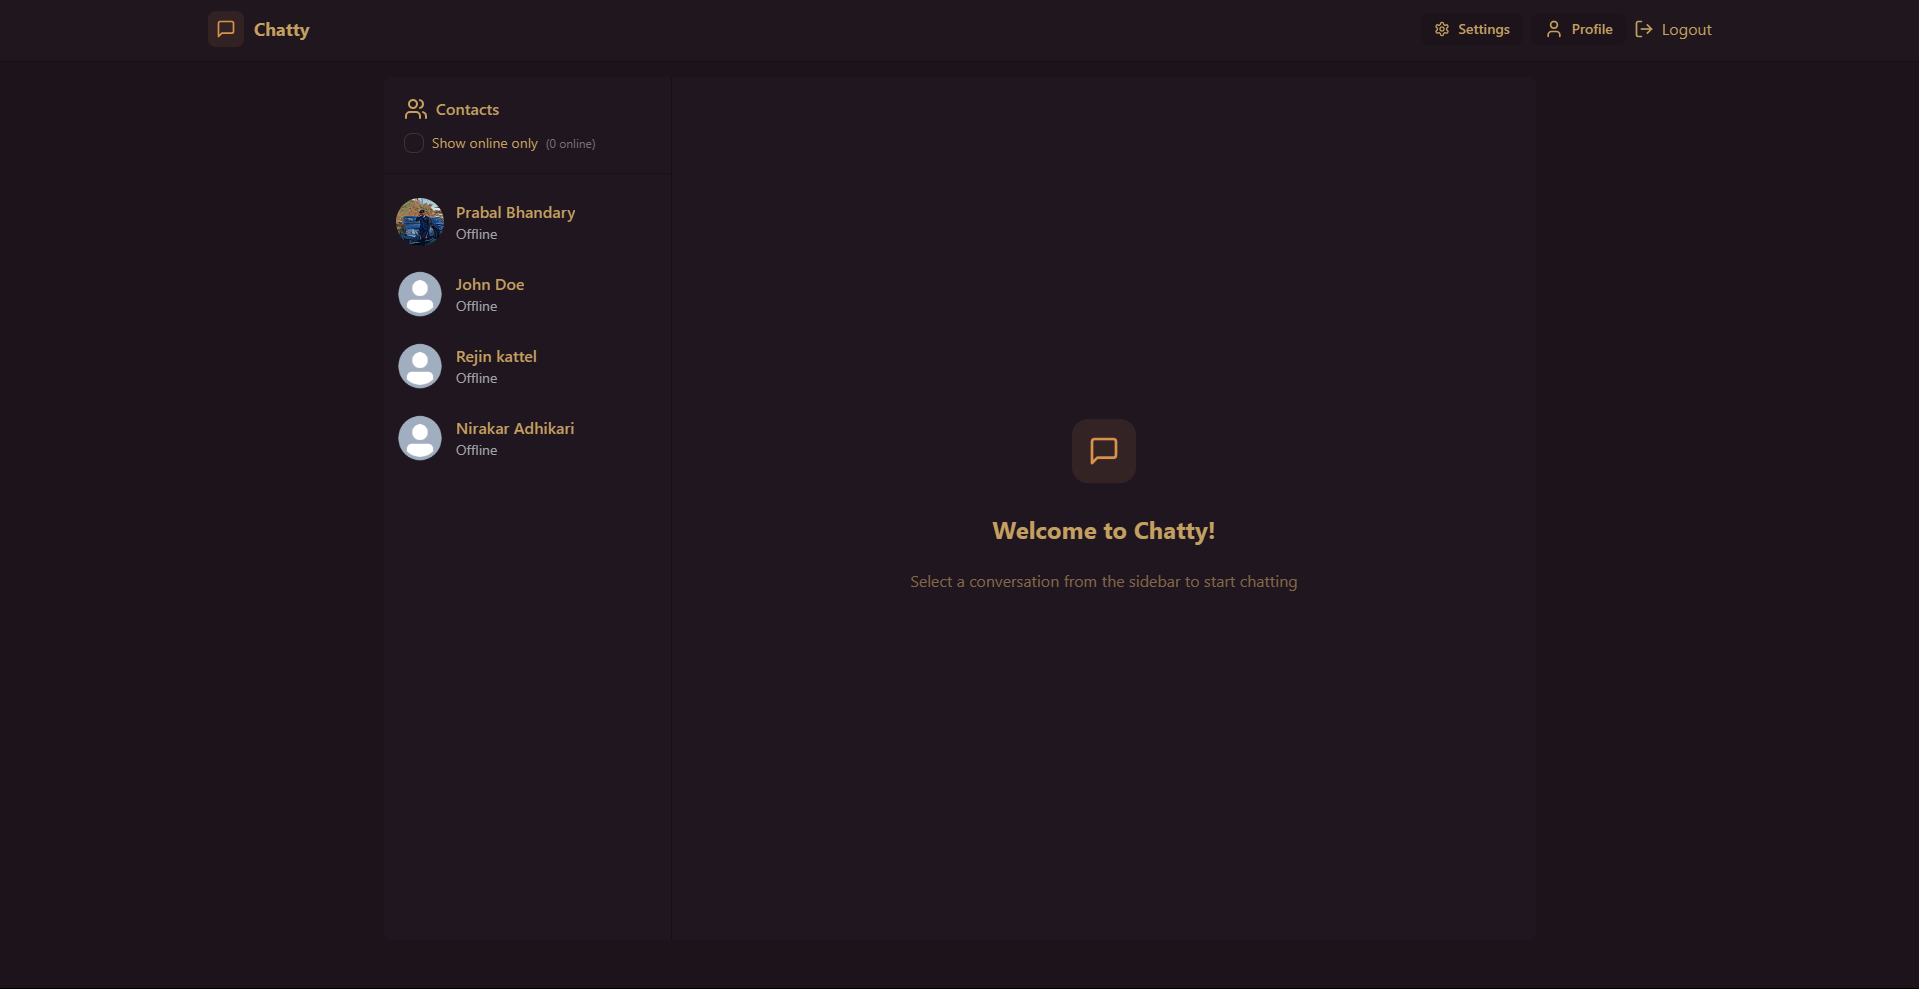 Chatty
Settings
Profile
Logout
Contacts
Show online only (0 online)
Prabal Bhandary
Offline
John Doe
Offline
Rejin kattel
Offline
Nirakar Adhikari
Offline
Welcome to Chatty!
Select a conversation from the sidebar to start chatting